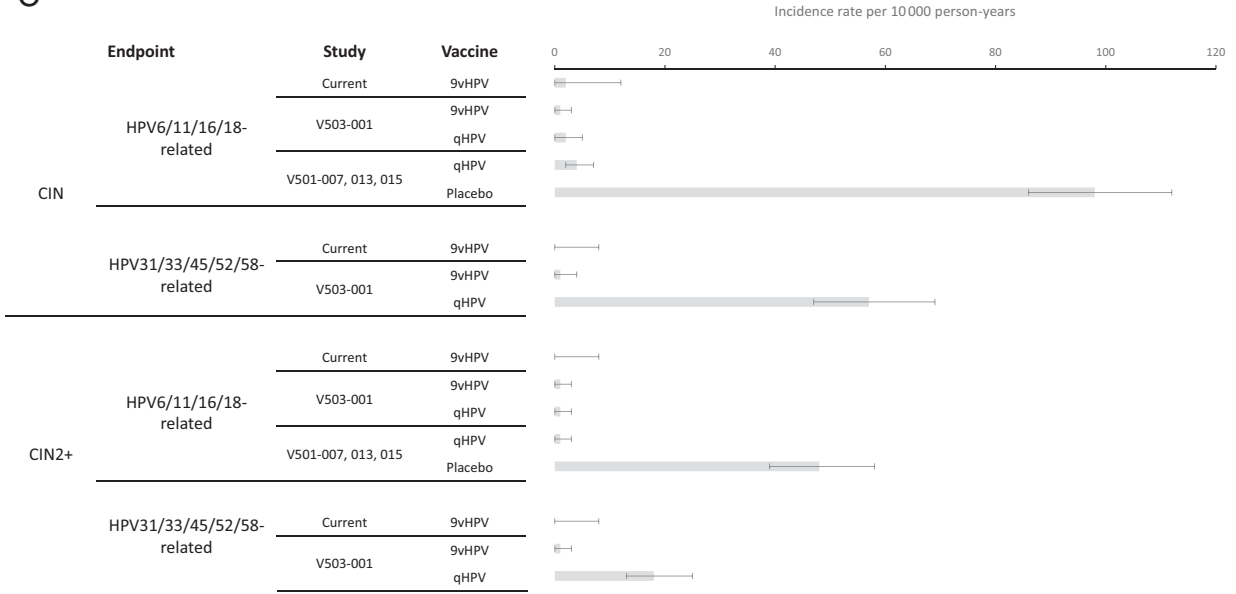 Incidence rate per 10 000 person-years
Endpoint Study Vaccine 0 20 40 60 80 100 120
Current 9vHPV
HPV6/11/16/18-
related
V503-001
9vHPV
qHPV
V501-007, 013, 015
qHPV
Placebo
CIN
HPV31/33/45/52/58-
related
Current 9vHPV
V503-001
9vHPV
qHPV
HPV6/11/16/18-
related
Current 9vHPV
V503-001
9vHPV
qHPV
V501-007, 013, 015
qHPV
Placebo
CIN2+
HPV31/33/45/52/58-
related
Current 9vHPV
V503-001
9vHPV
qHPV